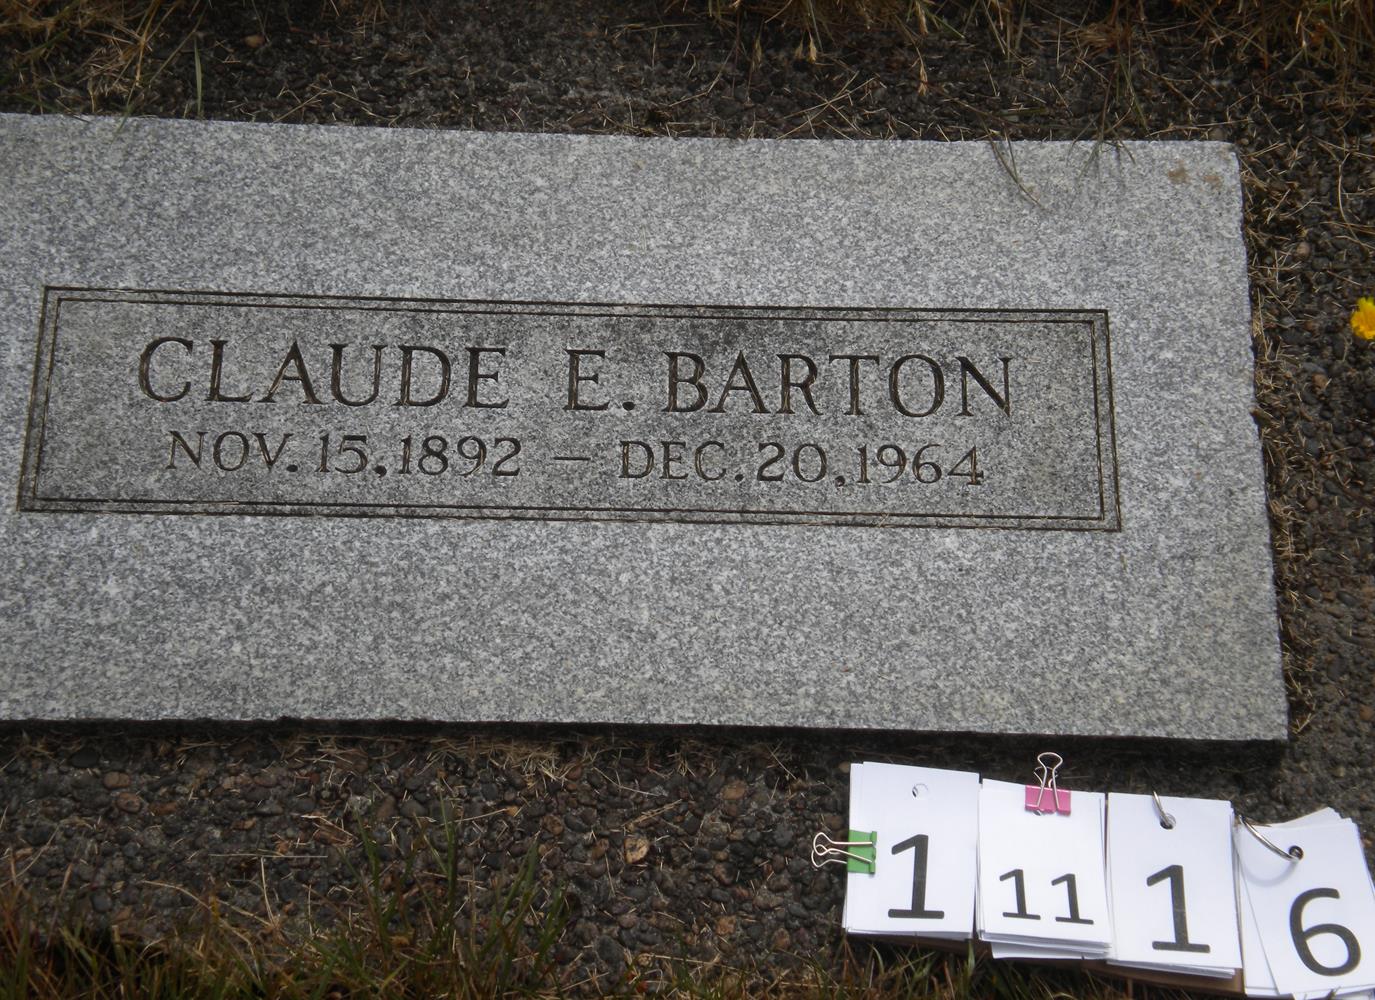 CLAUDE E. BARTON
NOV. 15, 1892 — DEC. 20, 1964
1 11 1 6